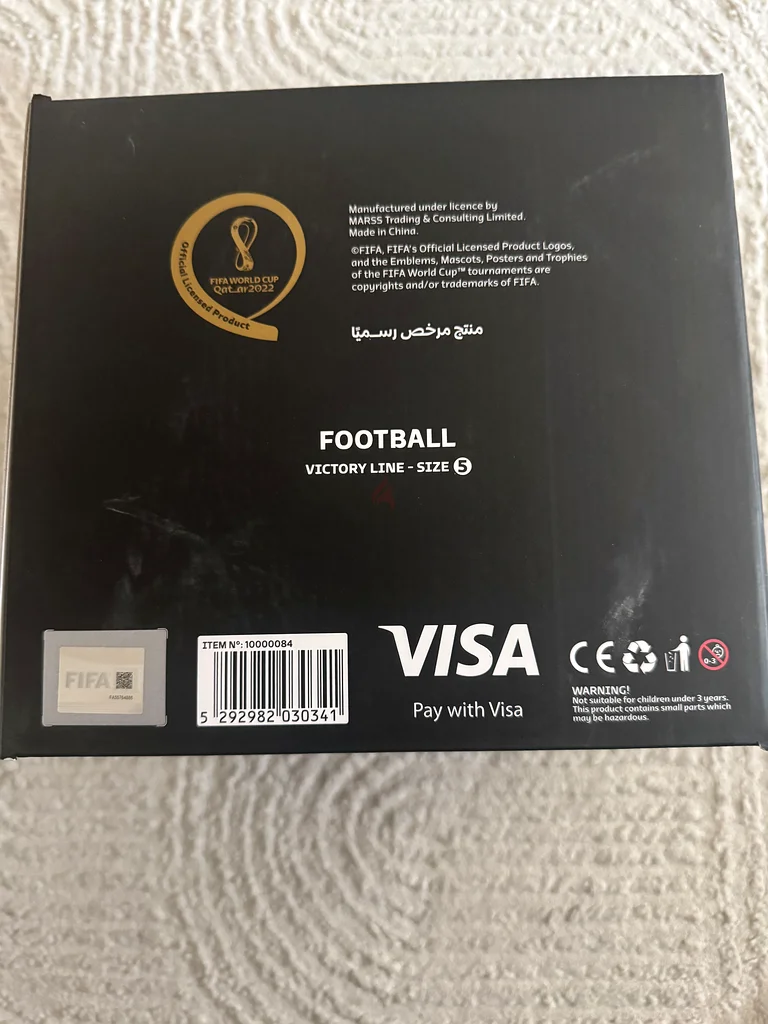 Manufactured under licence by
MARSS Trading & Consulting Limited.
Made in China.
©FIFA, FIFA's Official Licensed Product Logos,
and the Emblems, Mascots, Posters and Trophies
of the FIFA World Cup™ tournaments are
copyrights and/or trademarks of FIFA.
منتج مرخص رسـميًا
Official Licensed Product
FIFA WORLD CUP
Qat_ar2022
FOOTBALL
VICTORY LINE - SIZE 5
FIFA
ITEM Nº: 10000084
5 292982 030341
VISA
Pay with Visa
CE
0-3
WARNING!
Not suitable for children under 3 years.
This product contains small parts which
may be hazardous.